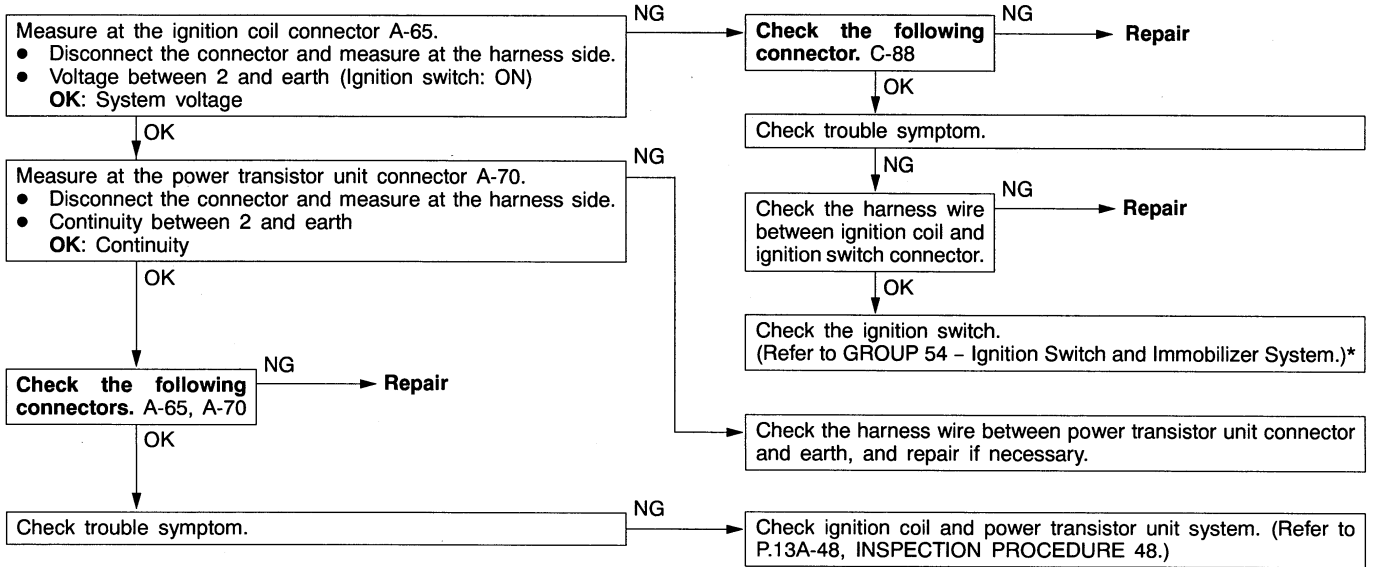 Measure at the ignition coil connector A-65.
● Disconnect the connector and measure at the harness side.
● Voltage between 2 and earth (Ignition switch: ON)
OK: System voltage
NG
OK
Check the following
connector. C-88
NG
Repair
OK
Check trouble symptom.
NG
Check the harness wire
between ignition coil and
ignition switch connector.
NG
Repair
OK
Check the ignition switch.
(Refer to GROUP 54 – Ignition Switch and Immobilizer System.)*
Measure at the power transistor unit connector A-70.
● Disconnect the connector and measure at the harness side.
● Continuity between 2 and earth
OK: Continuity
NG
OK
Check the harness wire between power transistor unit connector
and earth, and repair if necessary.
Check the following
connectors. A-65, A-70
NG
Repair
OK
Check trouble symptom.
NG
Check ignition coil and power transistor unit system. (Refer to
P.13A-48, INSPECTION PROCEDURE 48.)